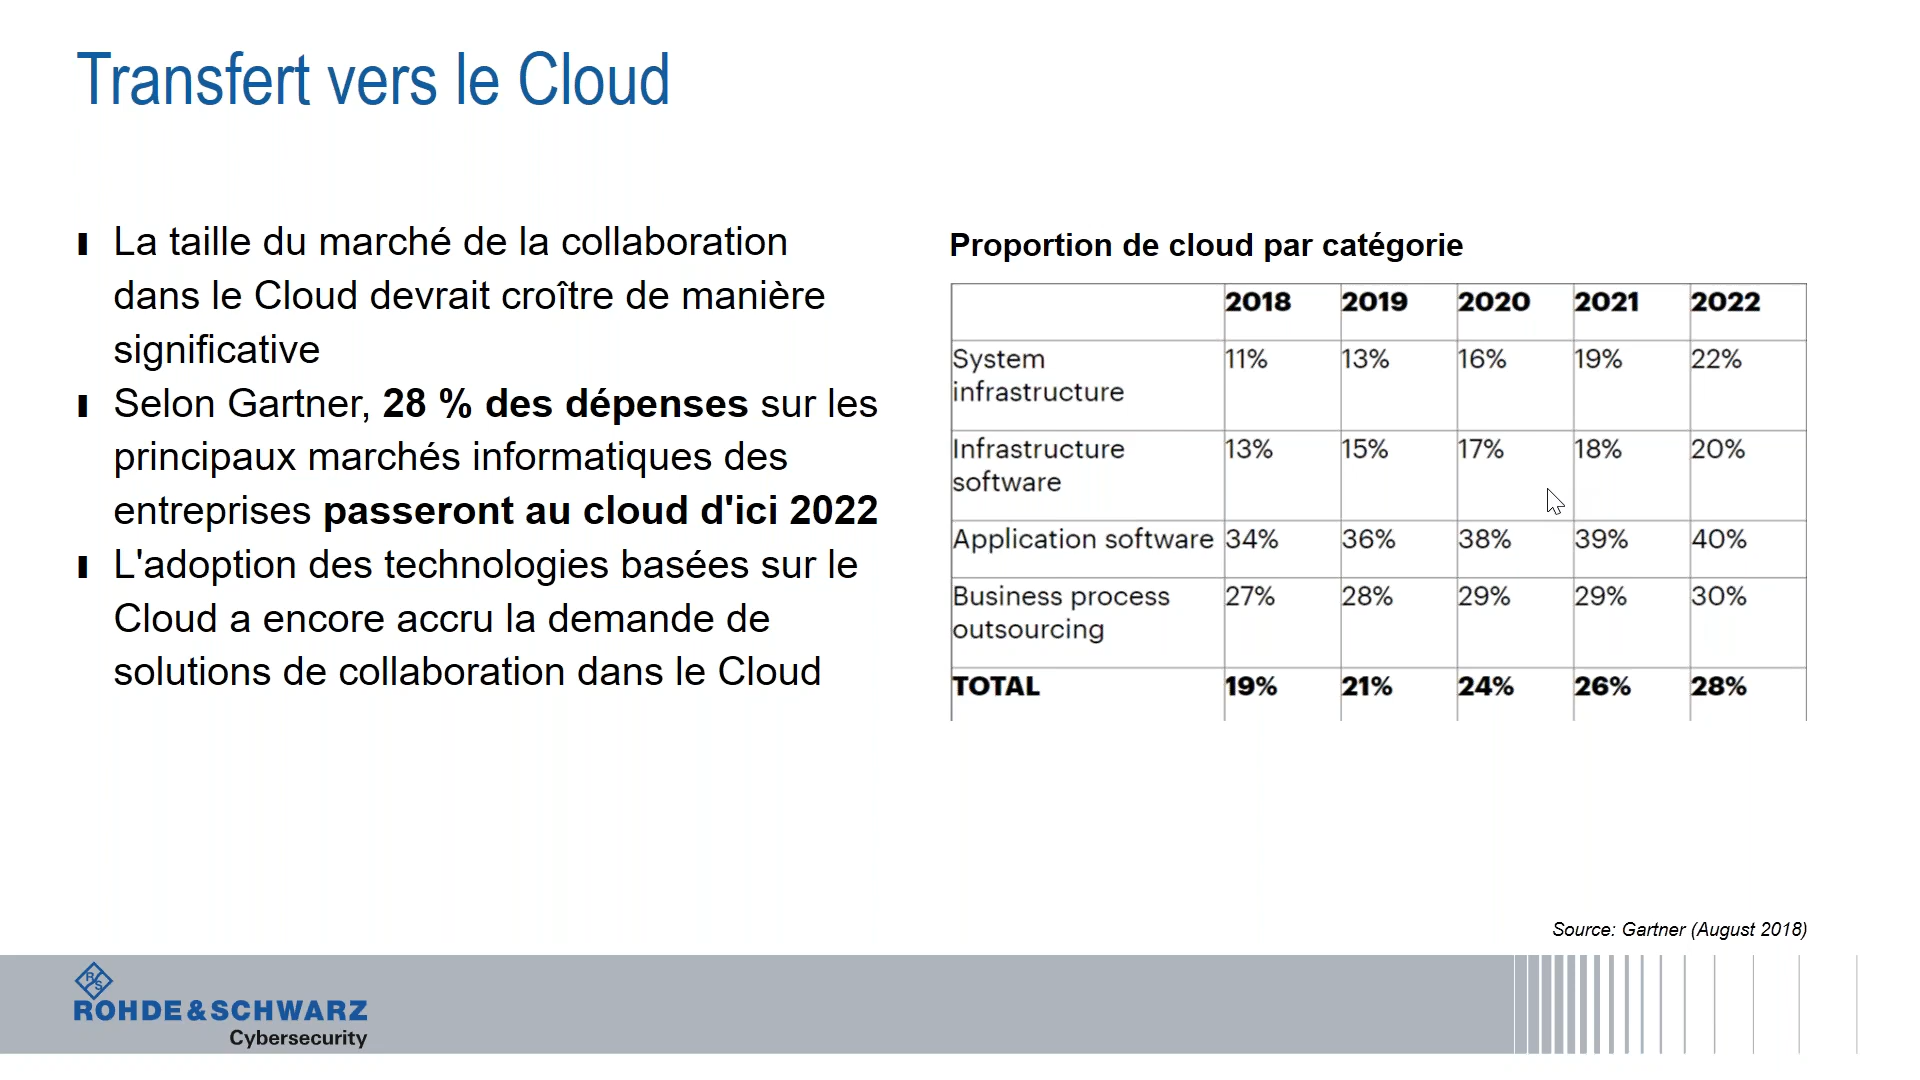 Transfert vers le Cloud
La taille du marché de la collaboration
dans le Cloud devrait croître de manière
significative
Selon Gartner, 28 % des dépenses sur les
principaux marchés informatiques des
entreprises passeront au cloud d'ici 2022
L'adoption des technologies basées sur le
Cloud a encore accru la demande de
solutions de collaboration dans le Cloud
Proportion de cloud par catégorie
2018 2019 2020 2021 2022
System
infrastructure
11% 13% 16% 19% 22%
Infrastructure
software
13% 15% 17% 18% 20%
Application software 34% 36% 38% 39% 40%
Business process
outsourcing
27% 28% 29% 29% 30%
TOTAL 19% 21% 24% 26% 28%
Source: Gartner (August 2018)
R S
ROHDE&SCHWARZ
Cybersecurity